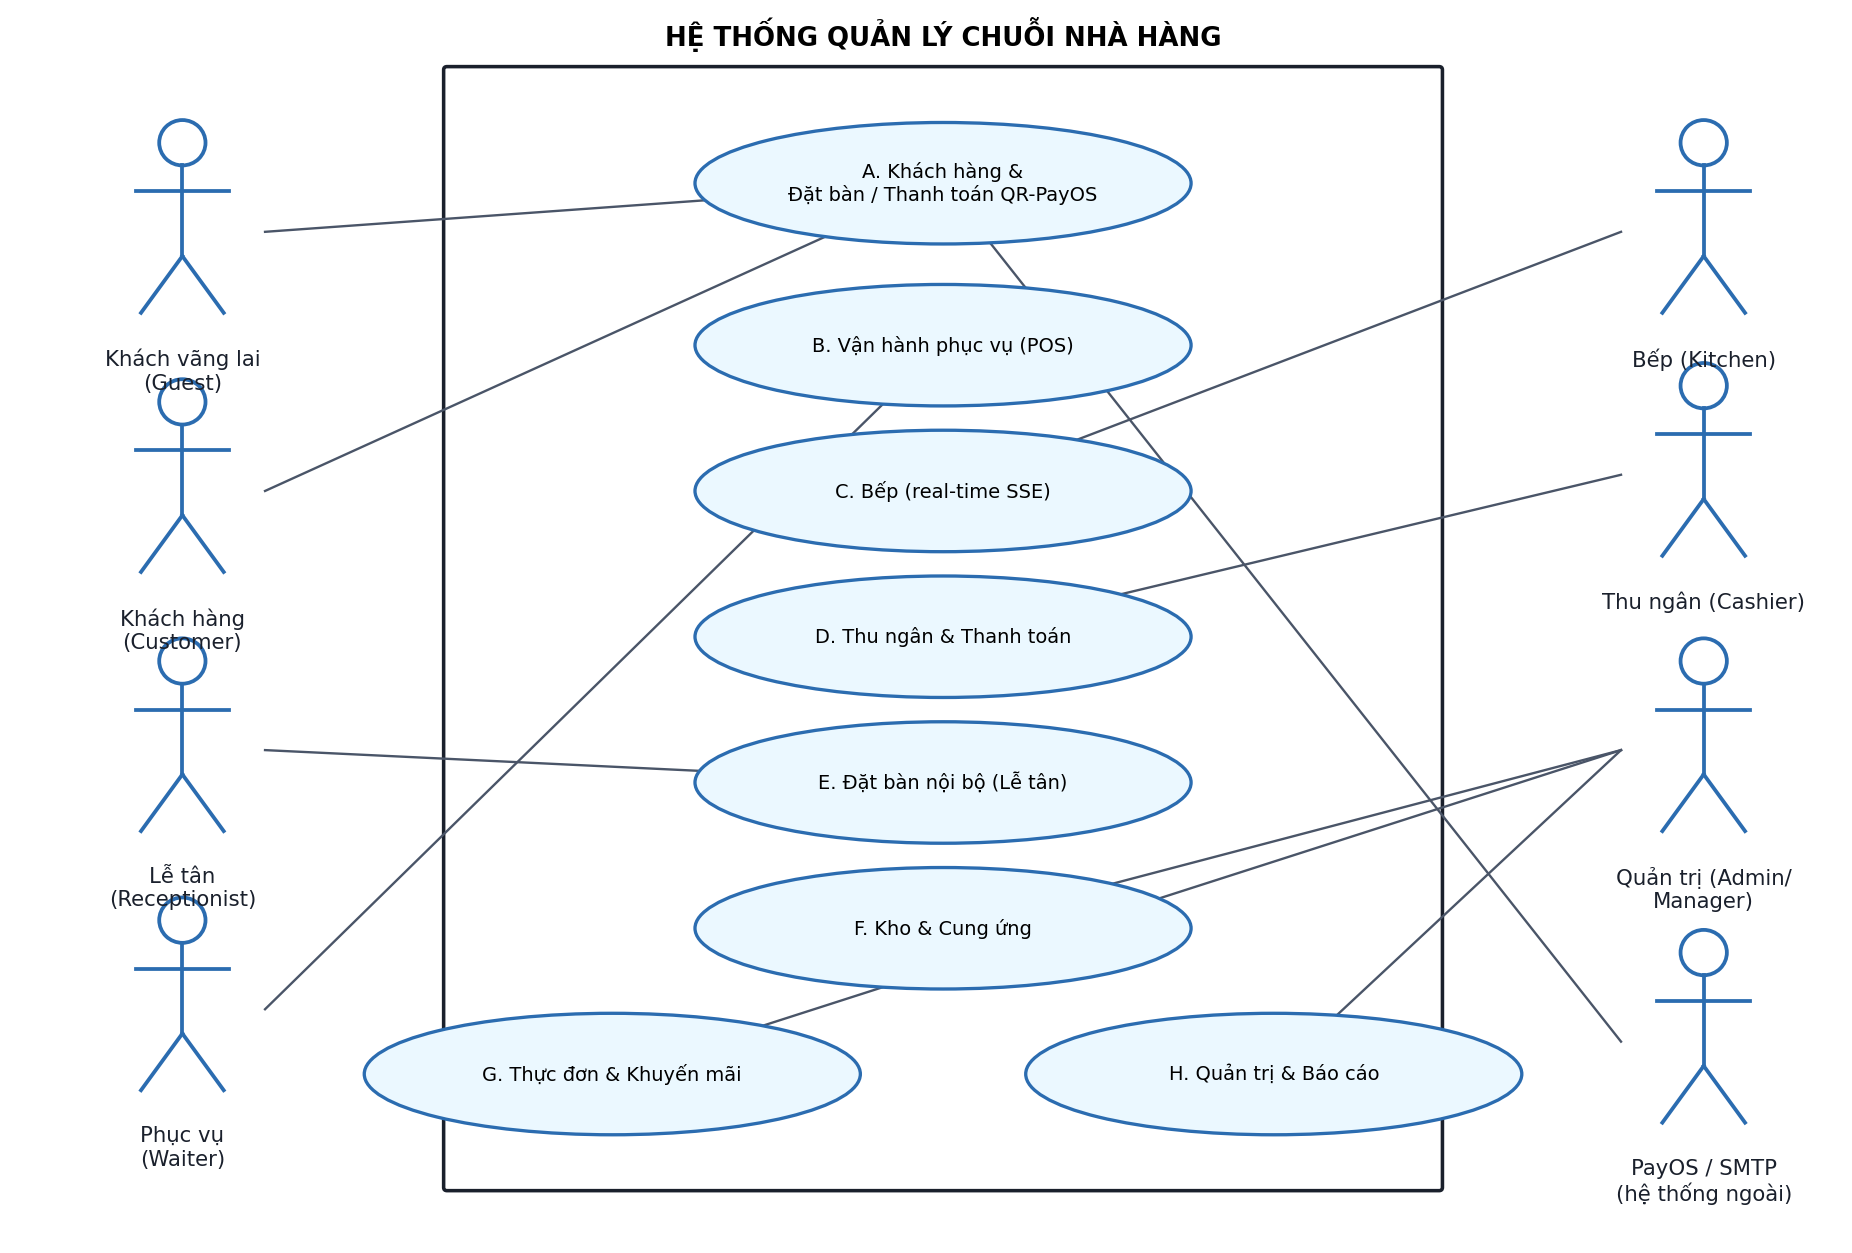 HỆ THỐNG QUẢN LÝ CHUỖI NHÀ HÀNG
A. Khách hàng &
Đặt bàn / Thanh toán QR-PayOS
B. Vận hành phục vụ (POS)
C. Bếp (real-time SSE)
D. Thu ngân & Thanh toán
E. Đặt bàn nội bộ (Lễ tân)
F. Kho & Cung ứng
G. Thực đơn & Khuyến mãi
H. Quản trị & Báo cáo
Khách vãng lai
(Guest)
Khách hàng
(Customer)
Lễ tân
(Receptionist)
Phục vụ
(Waiter)
Bếp (Kitchen)
Thu ngân (Cashier)
Quản trị (Admin/
Manager)
PayOS / SMTP
(hệ thống ngoài)